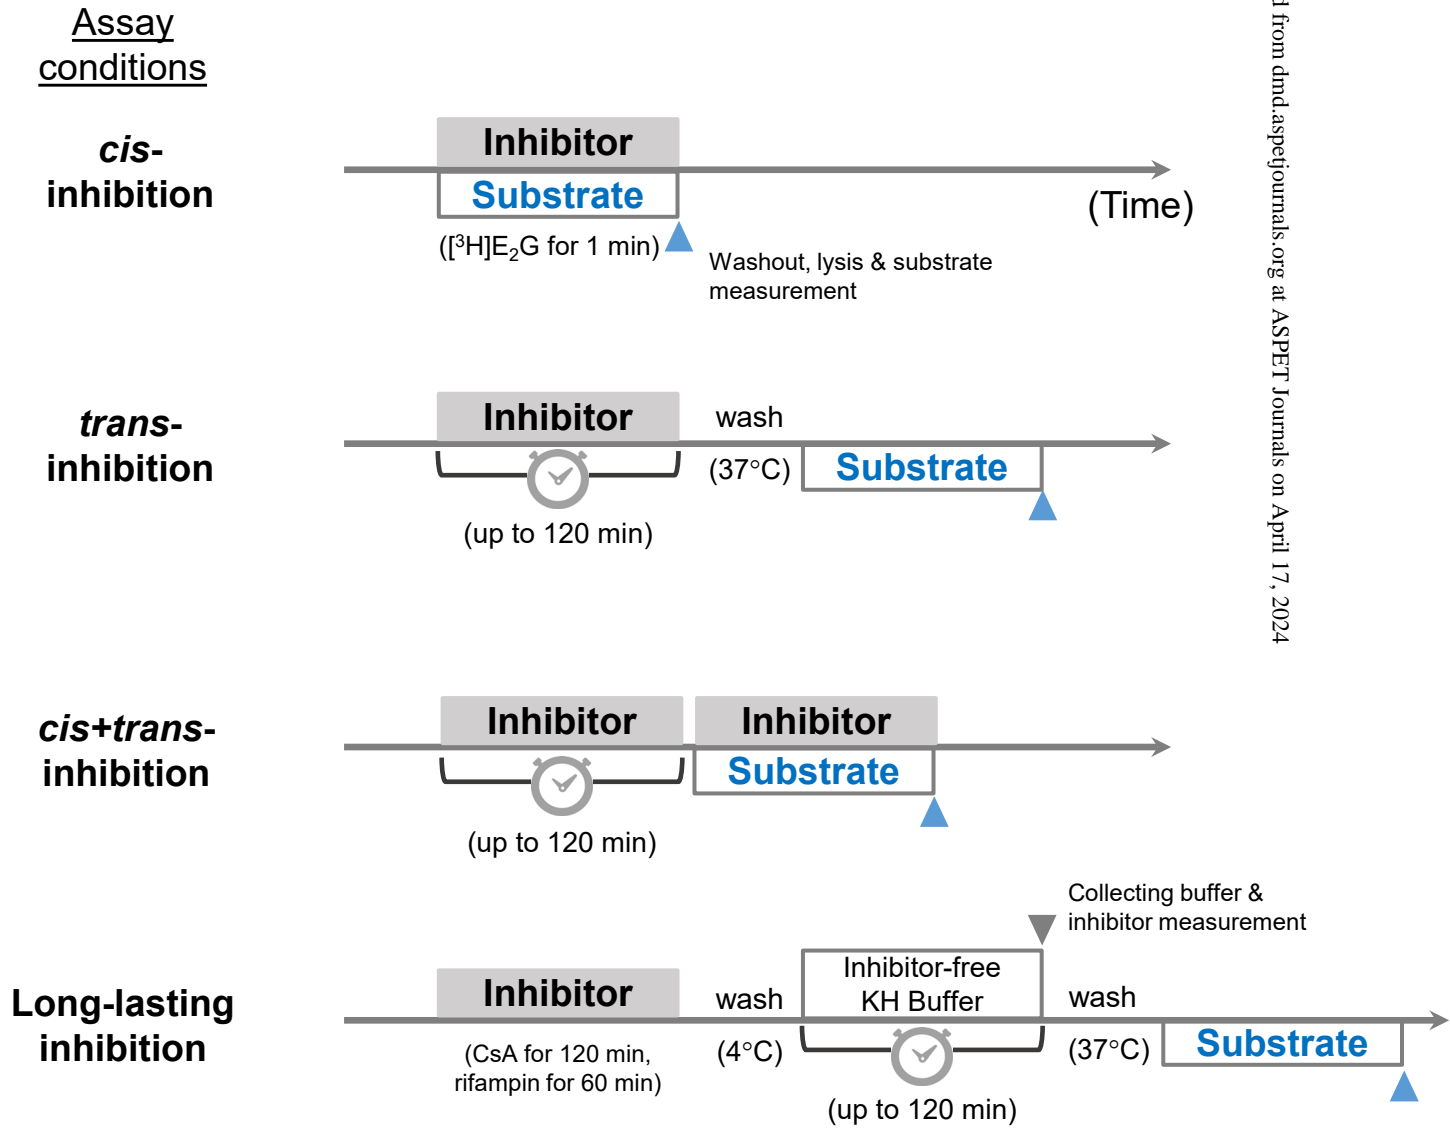 Assay
conditions
cis-
inhibition
Inhibitor
Substrate
([³H]E₂G for 1 min)
(Time)
Washout, lysis & substrate
measurement
trans-
inhibition
Inhibitor
wash
(37°C)
Substrate
(up to 120 min)
cis+trans-
inhibition
Inhibitor
Inhibitor
Substrate
(up to 120 min)
Long-lasting
inhibition
Inhibitor
(CsA for 120 min,
rifampin for 60 min)
wash
(4°C)
Inhibitor-free
KH Buffer
(up to 120 min)
Collecting buffer &
inhibitor measurement
wash
(37°C)
Substrate
d from dmd.aspetjournals.org at ASPET Journals on April 17, 2024